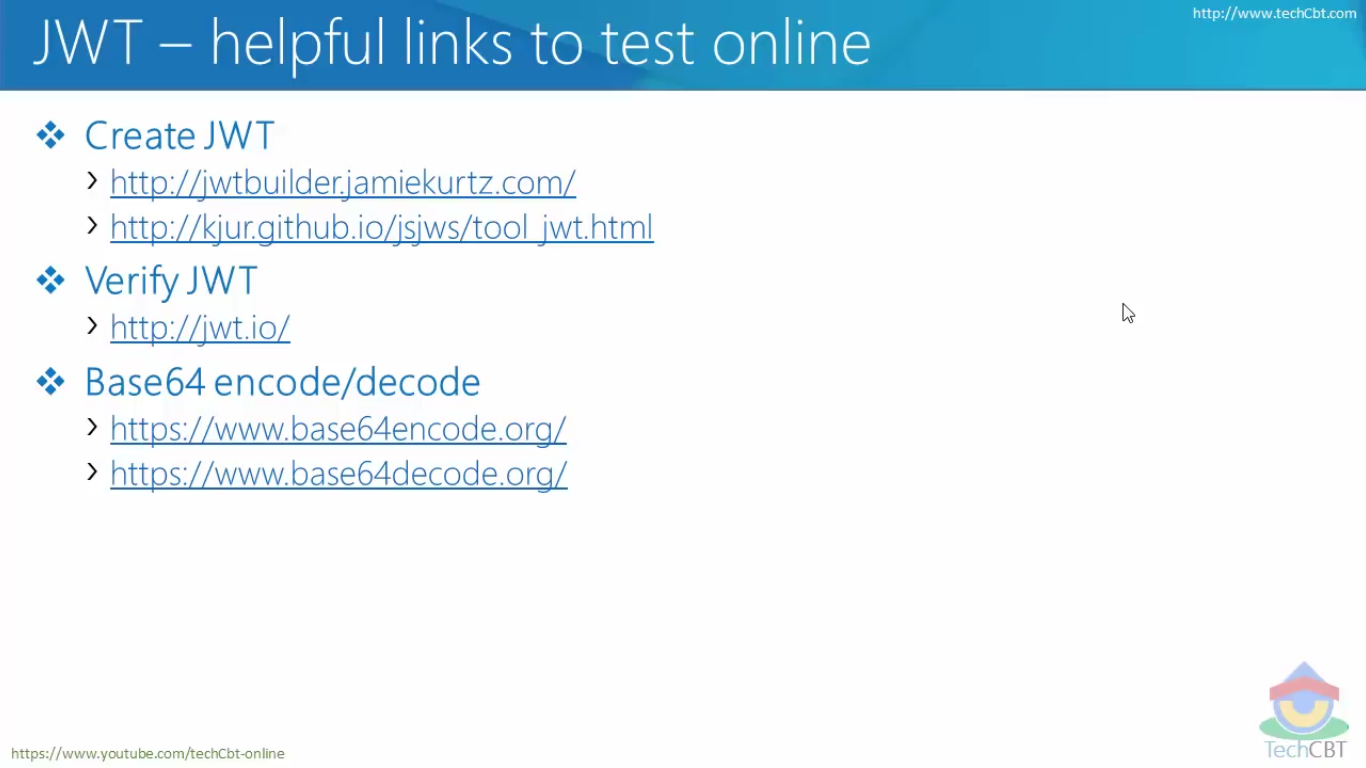 http://www.techCbt.com
JWT – helpful links to test online
Create JWT
http://jwtbuilder.jamiekurtz.com/
http://kjur.github.io/jsjws/tool_jwt.html
Verify JWT
http://jwt.io/
Base64 encode/decode
https://www.base64encode.org/
https://www.base64decode.org/
TechCBT
https://www.youtube.com/techCbt-online